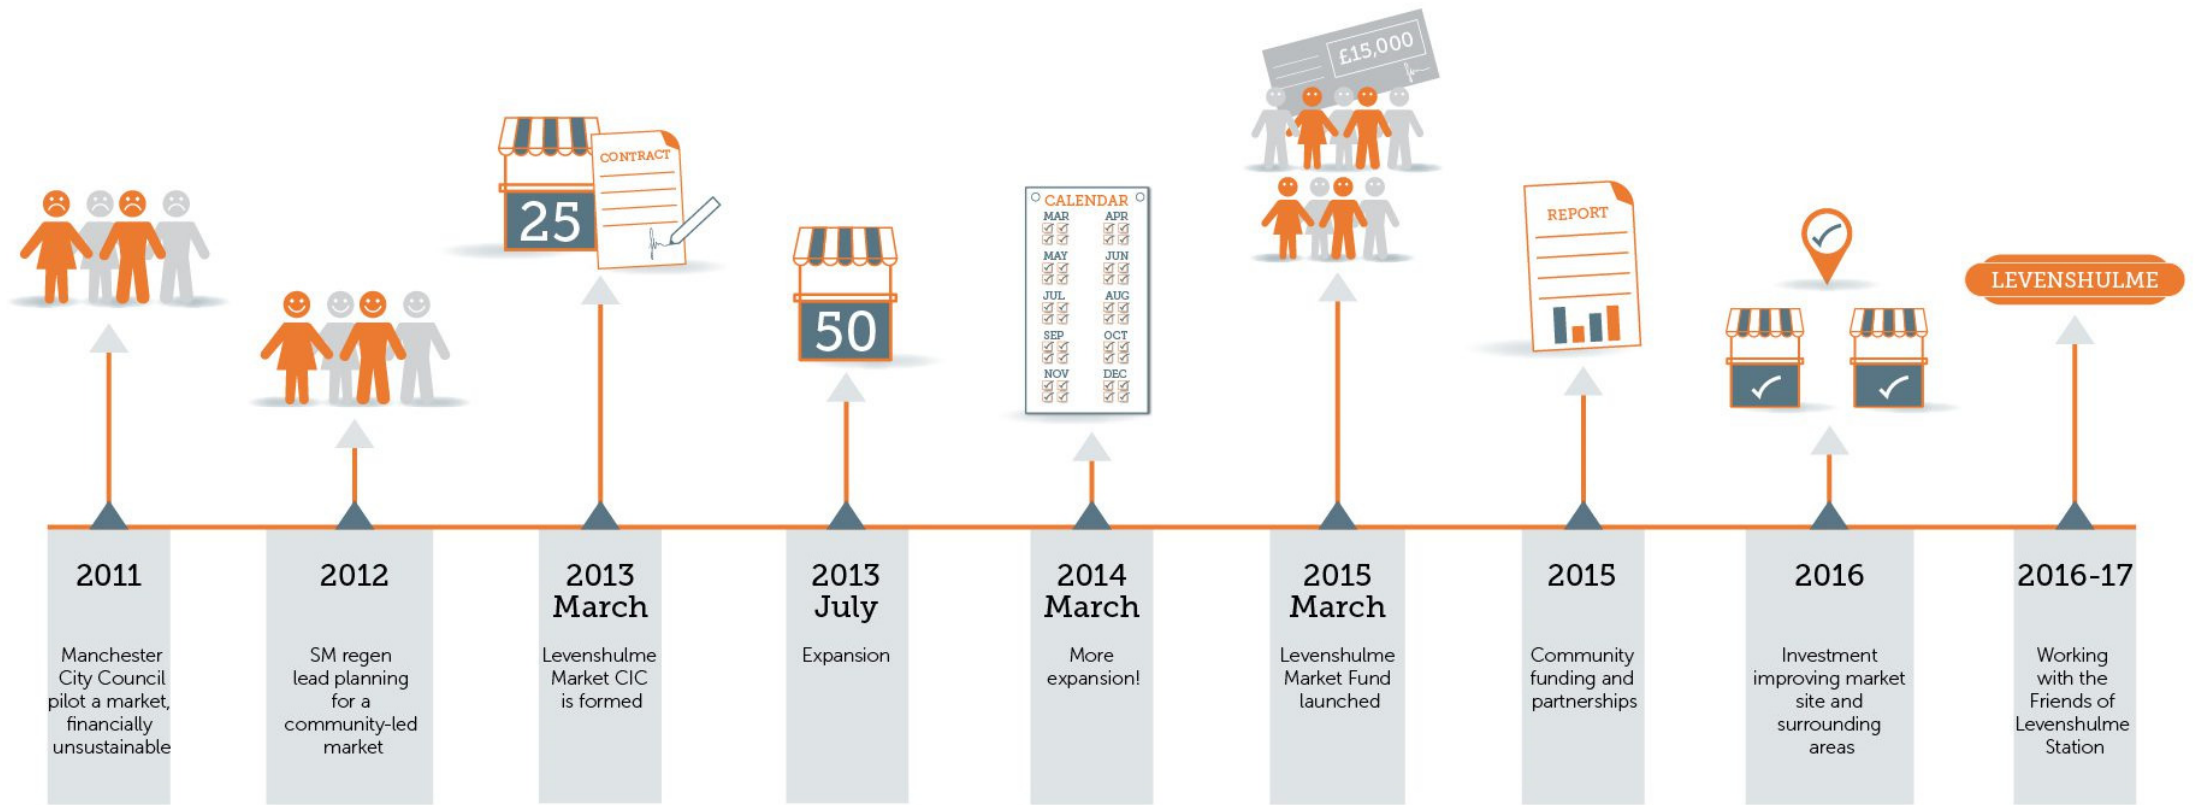 £15,000
CONTRACT
25
CALENDAR
MAR APR
MAY JUN
JUL AUG
SEP OCT
NOV DEC
REPORT
50
LEVENSHULME
2011
Manchester
City Council
pilot a market,
financially
unsustainable
2012
SM regen
lead planning
for a
community-led
market
2013
March
Levenshulme
Market CIC
is formed
2013
July
Expansion
2014
March
More
expansion!
2015
March
Levenshulme
Market Fund
launched
2015
Community
funding and
partnerships
2016
Investment
improving market
site and
surrounding
areas
2016-17
Working
with the
Friends of
Levenshulme
Station